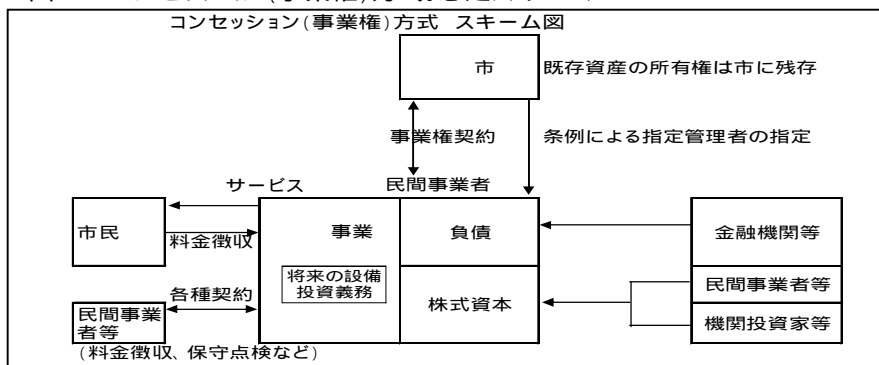 コンセッション(事業権)方式 スキーム図
市
既存資産の所有権は市に残存
事業権契約
条例による指定管理者の指定
サービス
民間事業者
市民
料金徴収
事業
負債
金融機関等
将来の設備
投資義務
株式資本
民間事業者等
機関投資家等
各種契約
民間事業
者等
(料金徴収、保守点検など)